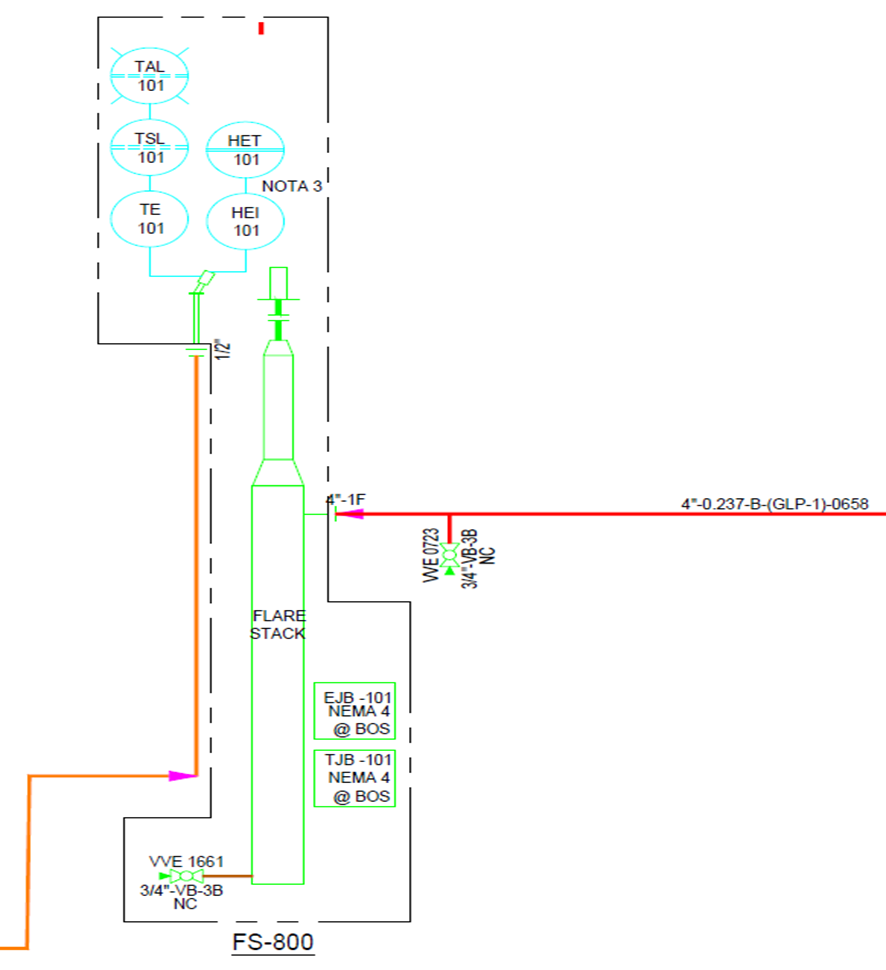 TAL
101
TSL
101
TE
101
HET
101
NOTA 3
HEI
101
1/2"
4"-1F
4"-0.237-B-(GLP-1)-0658
VVE 0723
3/4"-VB-3B
NC
FLARE
STACK
EJB -101
NEMA 4
@ BOS
TJB -101
NEMA 4
@ BOS
VVE 1661
3/4"-VB-3B
NC
FS-800